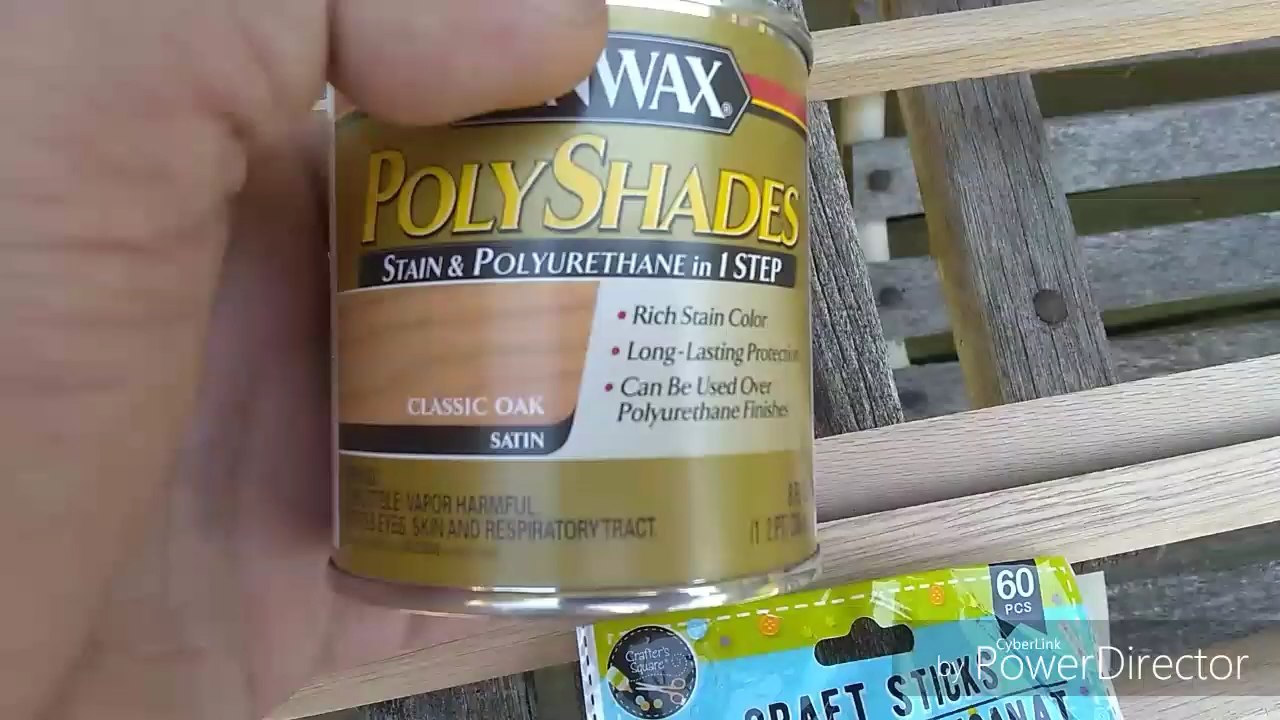 WAX
POLYSHADES
STAIN & POLYURETHANE in 1 STEP
• Rich Stain Color
• Long-Lasting Protection
• Can Be Used Over
Polyurethane Finishes
CLASSIC OAK
SATIN
VAPOR HARMFUL.
EYES, SKIN AND RESPIRATORY TRACT.
60
PCS
Crafter's
Square
CRAFT STICKS
CyberLink
by PowerDirector